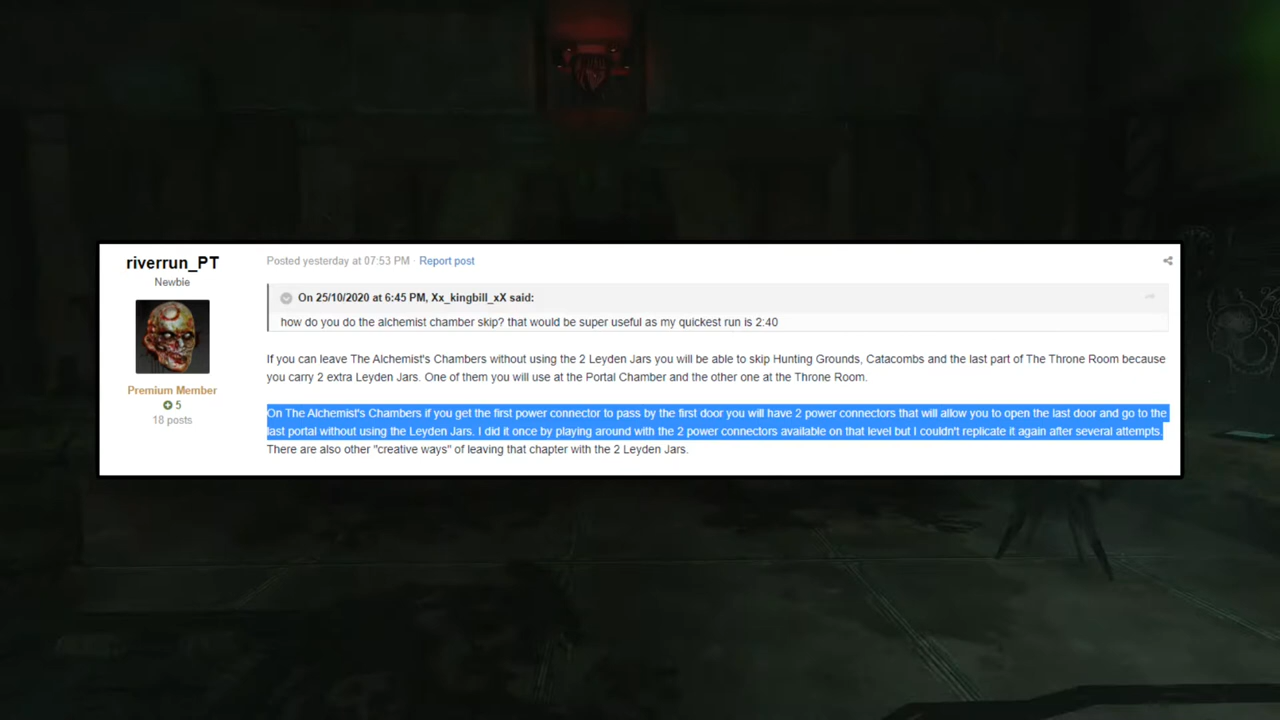 riverrun_PT
Newbie
Premium Member
5
18 posts
Posted yesterday at 07:53 PM · Report post
On 25/10/2020 at 6:45 PM, Xx_kingbill_xX said:
how do you do the alchemist chamber skip? that would be super useful as my quickest run is 2:40
If you can leave The Alchemist's Chambers without using the 2 Leyden Jars you will be able to skip Hunting Grounds, Catacombs and the last part of The Throne Room because
you carry 2 extra Leyden Jars. One of them you will use at the Portal Chamber and the other one at the Throne Room.
On The Alchemist's Chambers if you get the first power connector to pass by the first door you will have 2 power connectors that will allow you to open the last door and go to the
last portal without using the Leyden Jars. I did it once by playing around with the 2 power connectors available on that level but I couldn't replicate it again after several attempts.
There are also other "creative ways" of leaving that chapter with the 2 Leyden Jars.